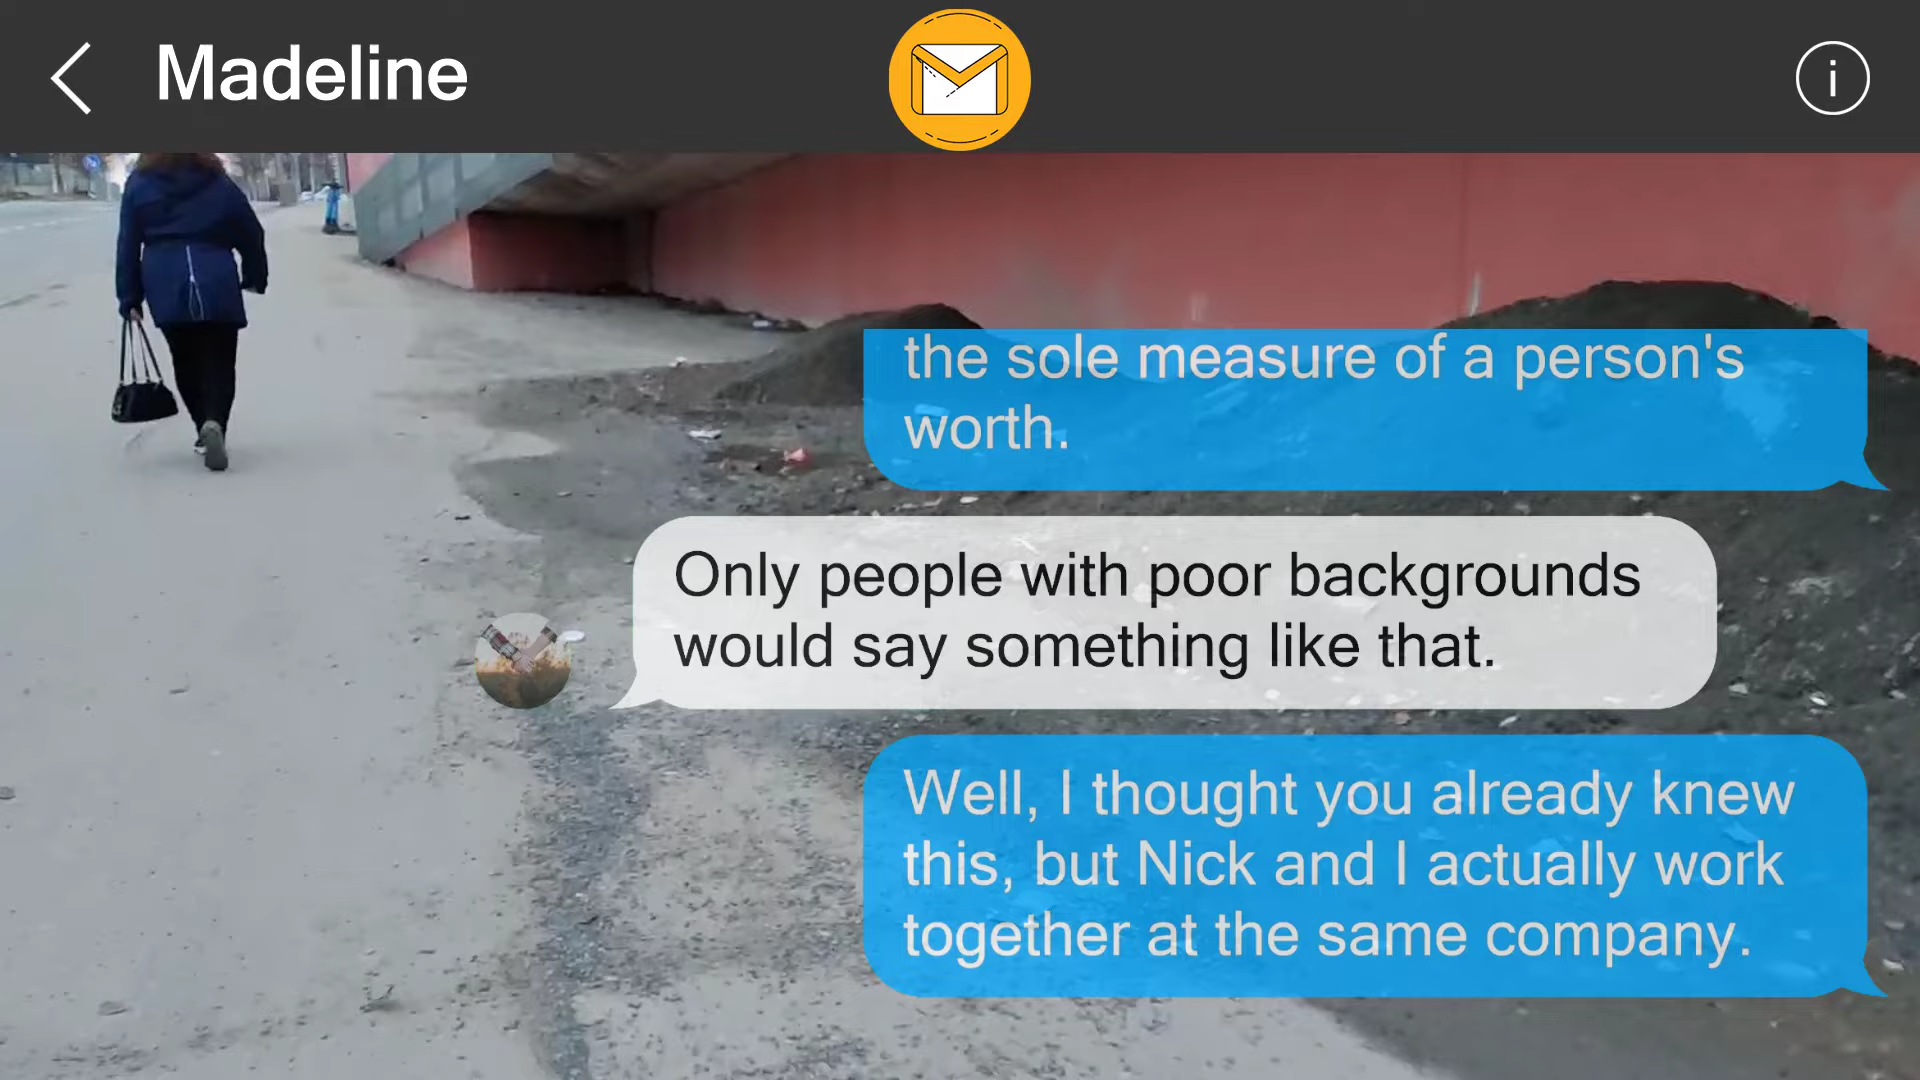 Madeline
i
the sole measure of a person's
worth.
Only people with poor backgrounds
would say something like that.
Well, I thought you already knew
this, but Nick and I actually work
together at the same company.